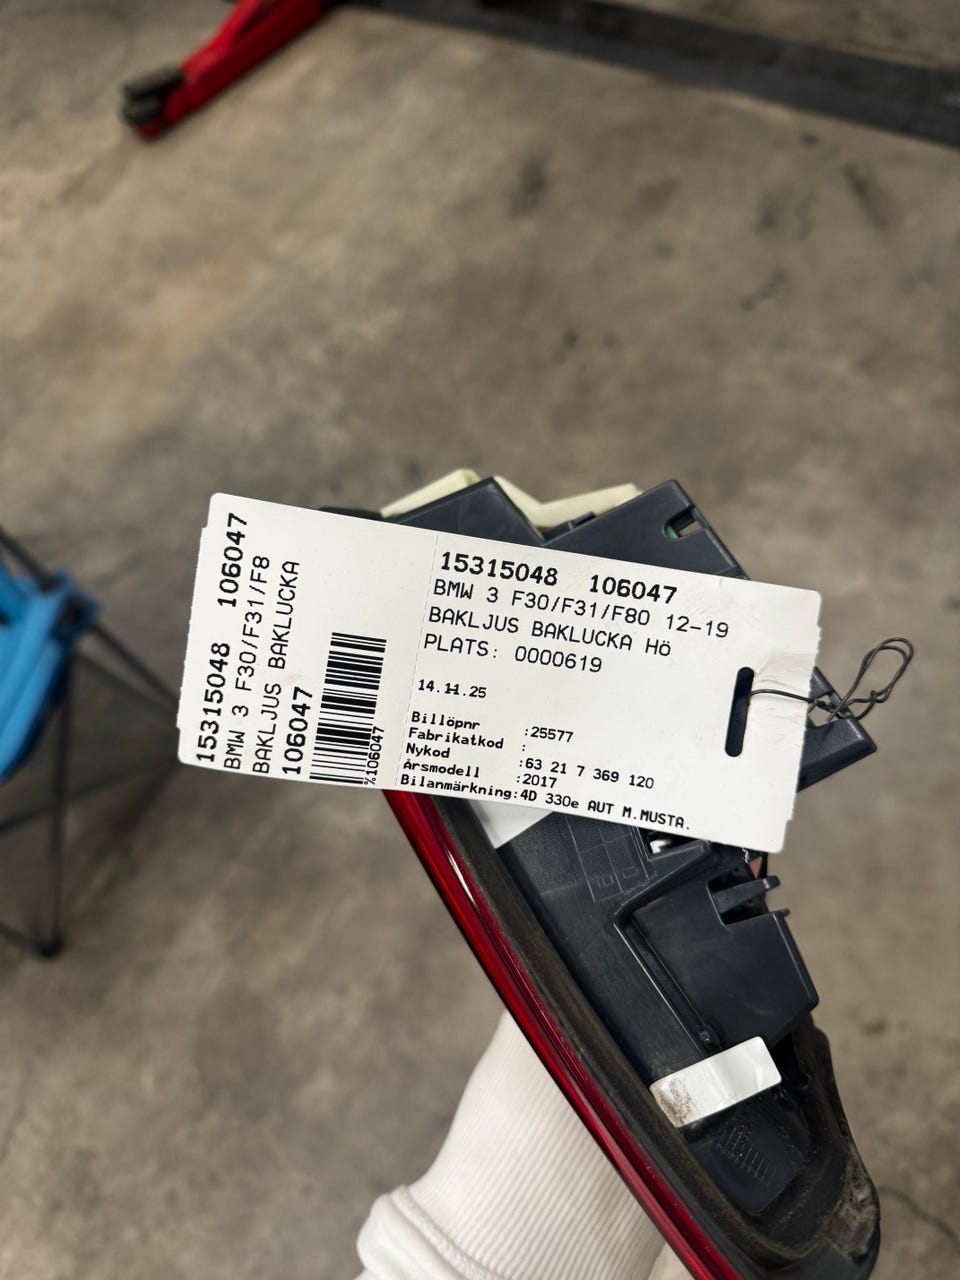 15315048 106047
BMW 3 F30/F31/F8
BAKLJUS BAKLUCKA
106047
%106047
15315048 106047
BMW 3 F30/F31/F80 12-19
BAKLJUS BAKLUCKA Hö
PLATS: 0000619
14.11.25
Billöpnr :25577
Fabrikatkod :
Nykod :63 21 7 369 120
Årsmodell :2017
Bilanmärkning:4D 330e AUT M.MUSTA.